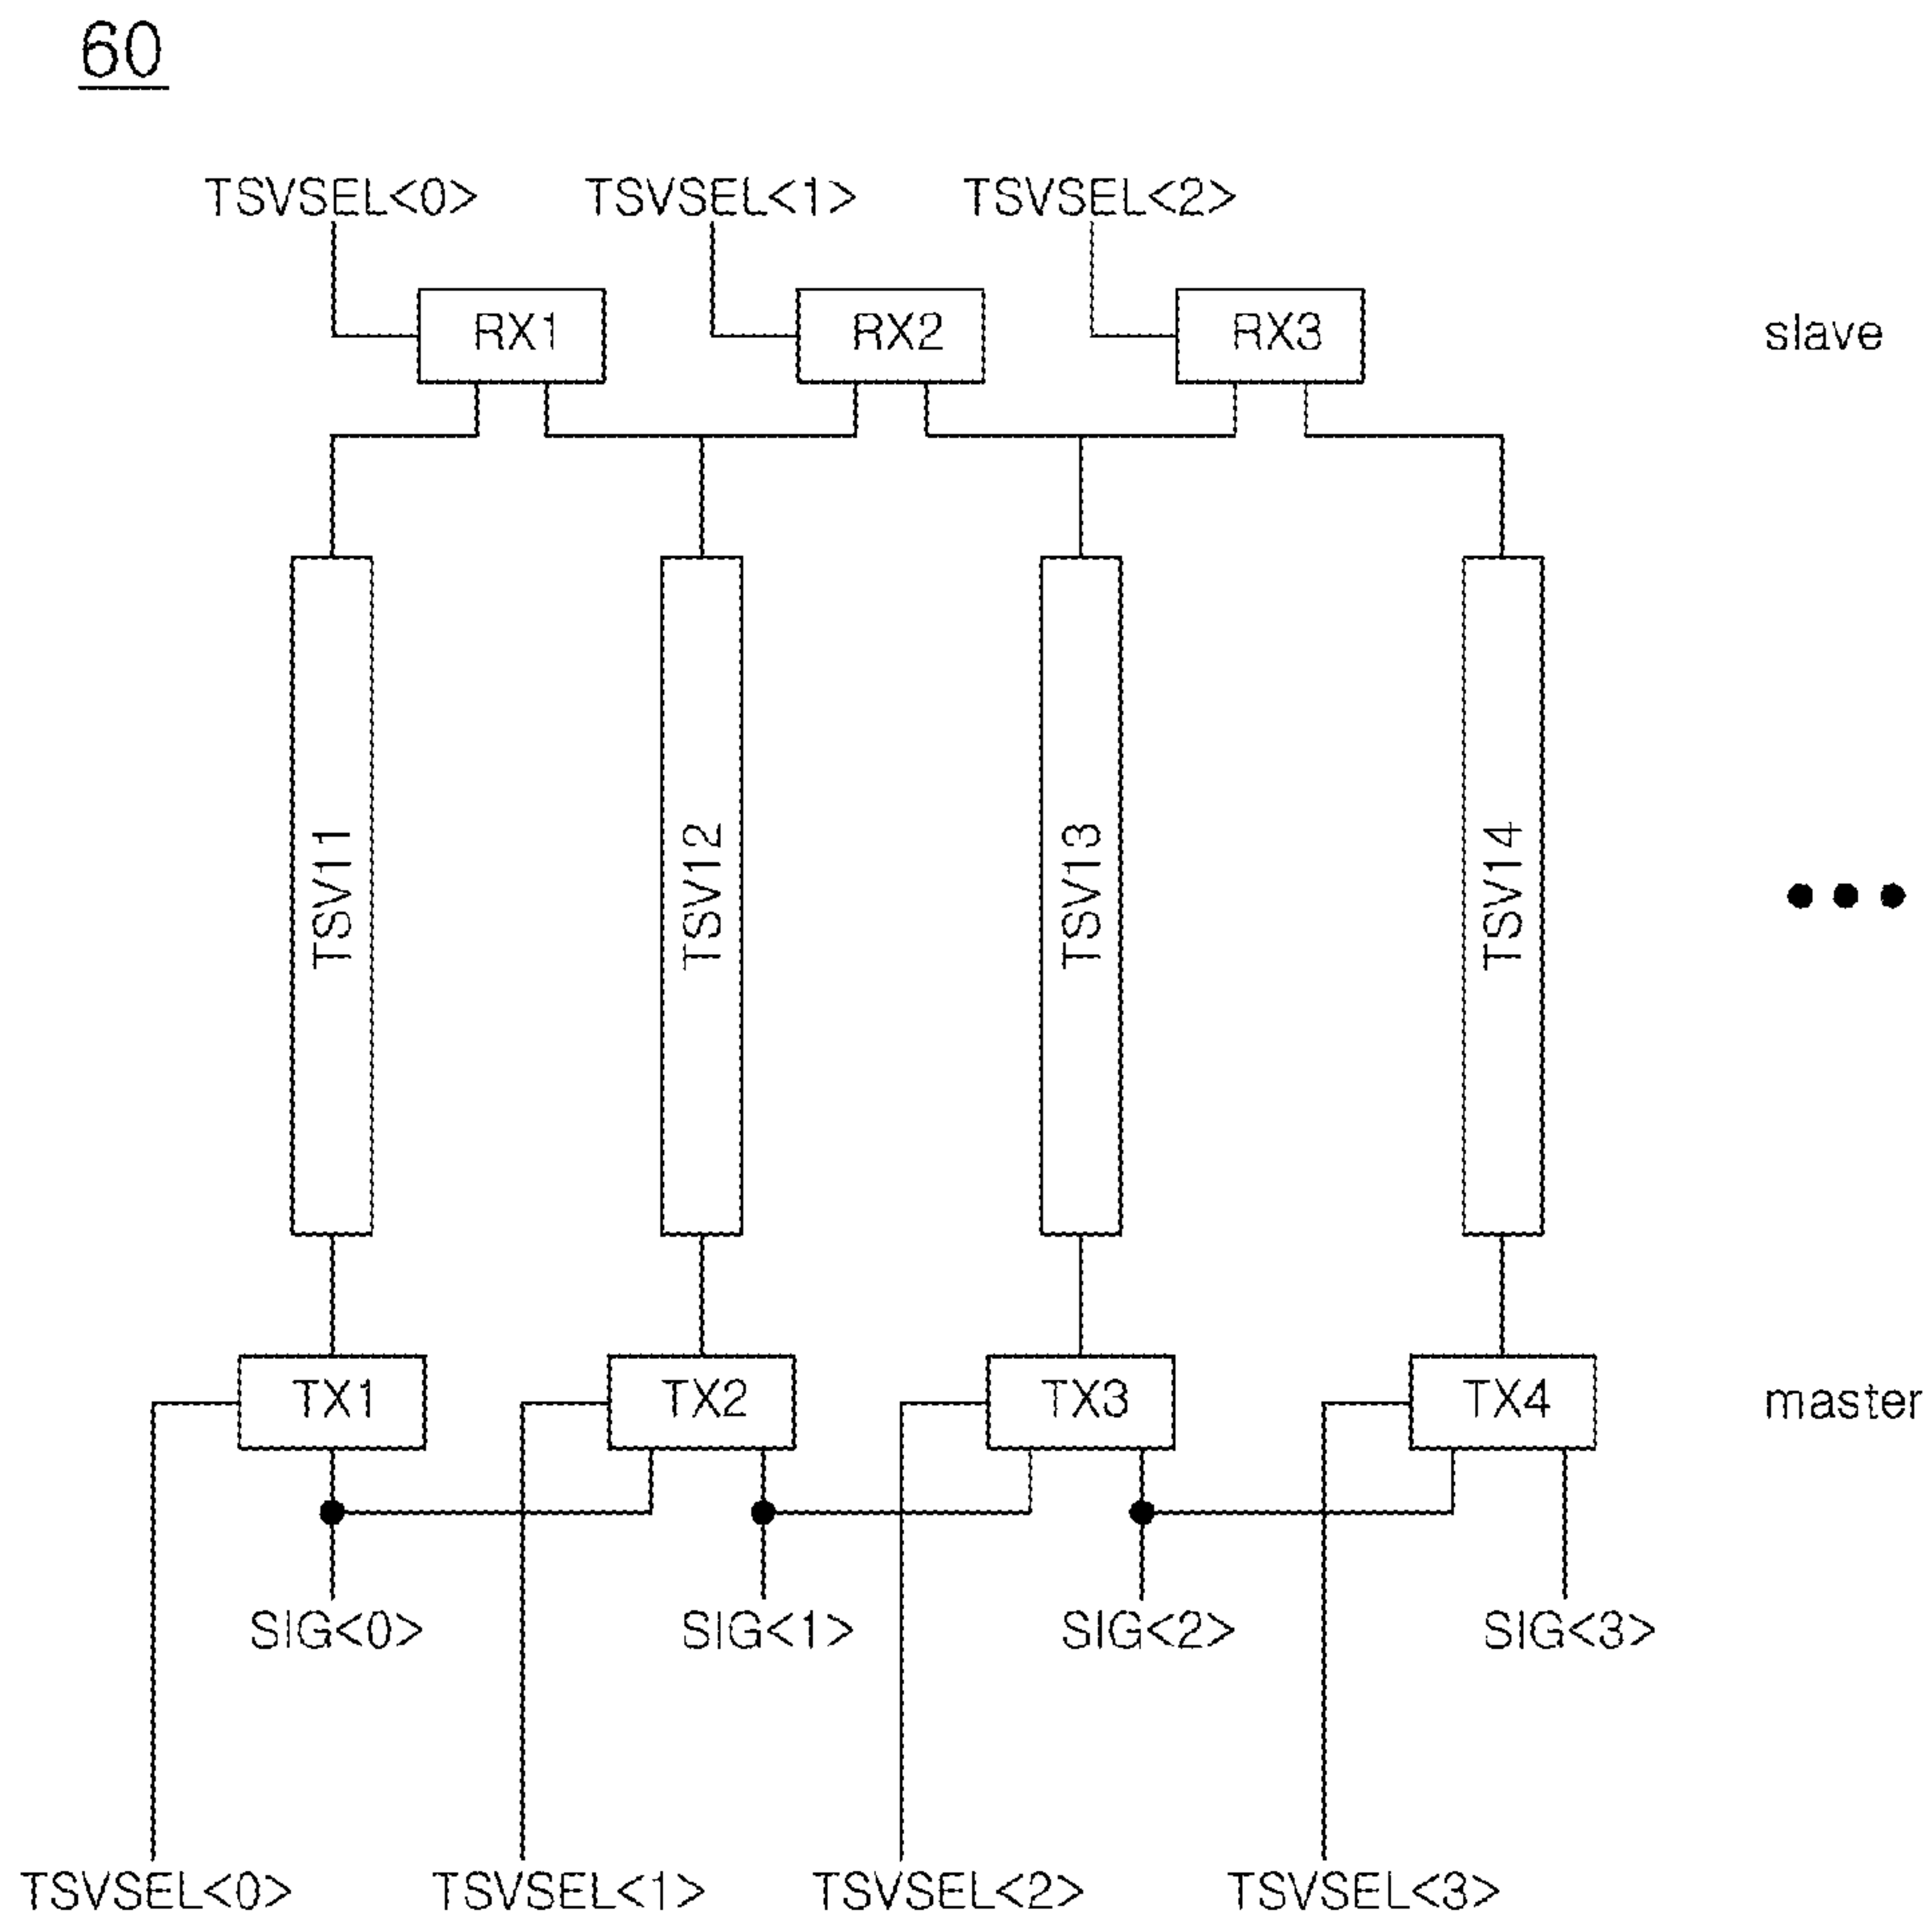 60
TSVSEL<0> TSVSEL<1> TSVSEL<2>
RX1 RX2 RX3 slave
TSV11 TSV12 TSV13 TSV14
TX1 TX2 TX3 TX4 master
SIG<0> SIG<1> SIG<2> SIG<3>
TSVSEL<0> TSVSEL<1> TSVSEL<2> TSVSEL<3>